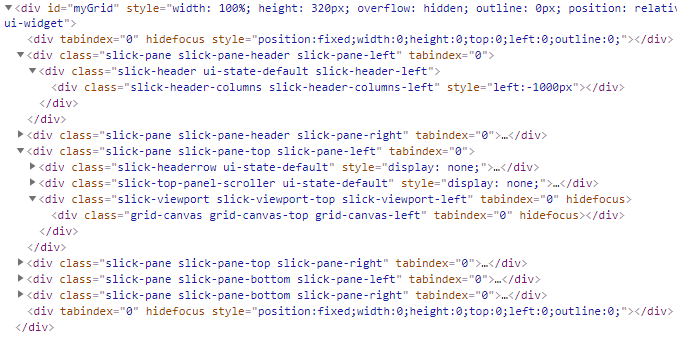 ▼<div id="myGrid" style="width: 100%; height: 320px; overflow: hidden; outline: 0px; position: relativ
ui-widget">
<div tabindex="0" hidefocus style="position:fixed;width:0;height:0;top:0;left:0;outline:0;"></div>
▼<div class="slick-pane slick-pane-header slick-pane-left" tabindex="0">
▼<div class="slick-header ui-state-default slick-header-left">
<div class="slick-header-columns slick-header-columns-left" style="left:-1000px"></div>
</div>
</div>
▶<div class="slick-pane slick-pane-header slick-pane-right" tabindex="0">…</div>
▼<div class="slick-pane slick-pane-top slick-pane-left" tabindex="0">
▶<div class="slick-headerrow ui-state-default" style="display: none;">…</div>
▶<div class="slick-top-panel-scroller ui-state-default" style="display: none;">…</div>
▼<div class="slick-viewport slick-viewport-top slick-viewport-left" tabindex="0" hidefocus>
<div class="grid-canvas grid-canvas-top grid-canvas-left" tabindex="0" hidefocus></div>
</div>
</div>
▶<div class="slick-pane slick-pane-top slick-pane-right" tabindex="0">…</div>
▶<div class="slick-pane slick-pane-bottom slick-pane-left" tabindex="0">…</div>
▶<div class="slick-pane slick-pane-bottom slick-pane-right" tabindex="0">…</div>
<div tabindex="0" hidefocus style="position:fixed;width:0;height:0;top:0;left:0;outline:0;"></div>
</div>